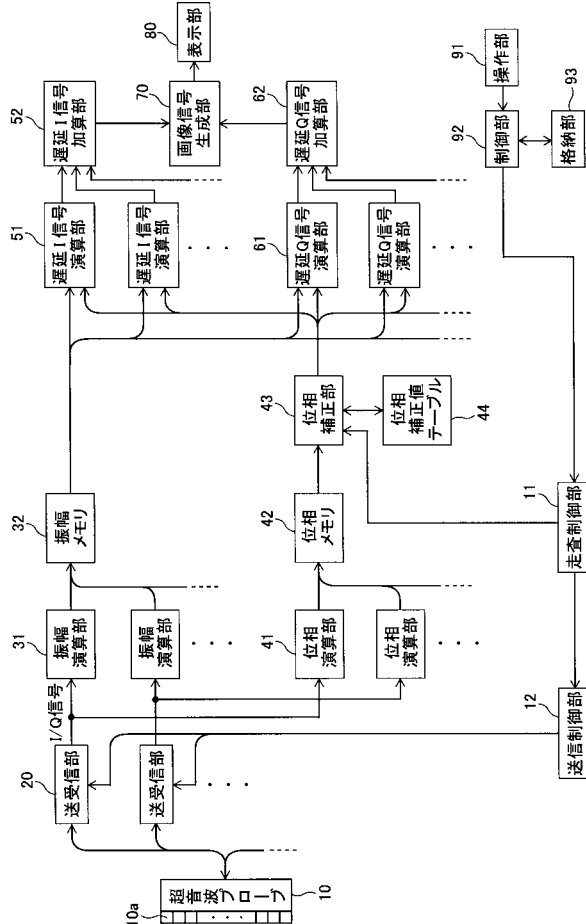 10a
超音波プローブ
10
20
送受信部
送受信部
I/Q信号
31
振幅
演算部
振幅
演算部
32
振幅
メモリ
41
位相演算部
位相演算部
42
位相
メモリ
43
位相
補正部
位相
補正値
テーブル
44
51
遅延I信号
演算部
遅延I信号
演算部
52
遅延I信号
加算部
61
遅延Q信号
演算部
遅延Q信号
演算部
62
遅延Q信号
加算部
70
画像信号
生成部
80
表示部
12
送信制御部
11
走査制御部
91
操作部
92
制御部
93
格納部